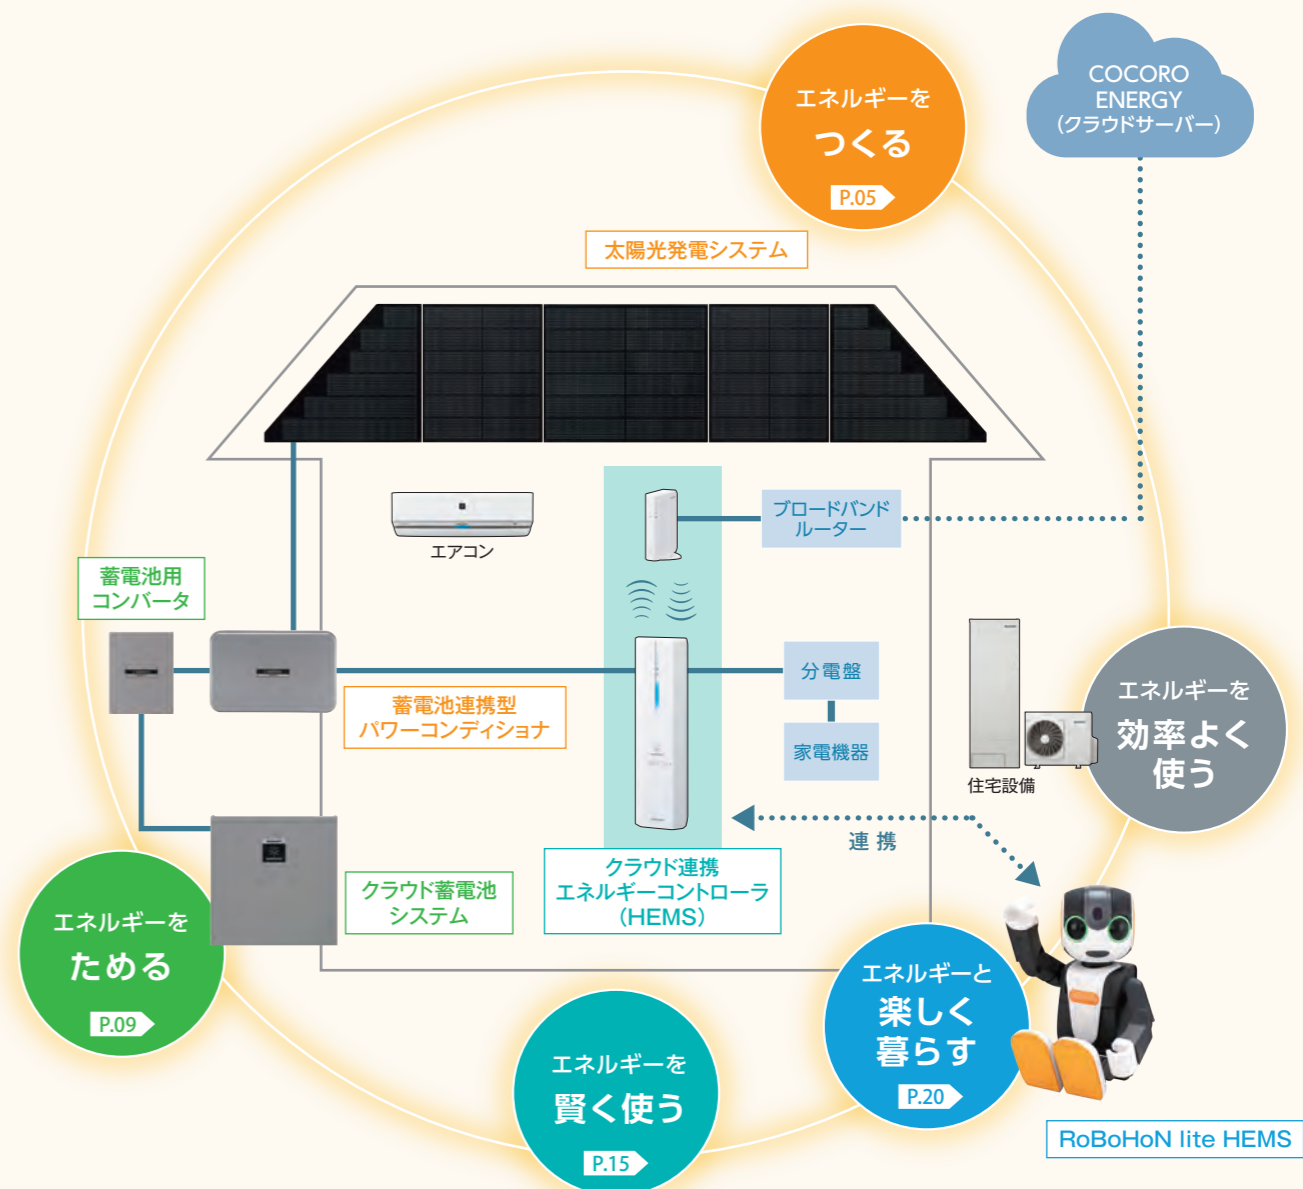 COCORO
ENERGY
(クラウドサーバー)
エネルギーを
つくる
P.05
太陽光発電システム
エアコン
ブロードバンド
ルーター
蓄電池用
コンバータ
蓄電池連携型
パワーコンディショナ
分電盤
家電機器
住宅設備
エネルギーを
効率よく
使う
連携
クラウド蓄電池
システム
クラウド連携
エネルギーコントローラ
(HEMS)
エネルギーを
ためる
P.09
エネルギーと
楽しく
暮らす
P.20
エネルギーを
賢く使う
P.15
RoBoHoN lite HEMS